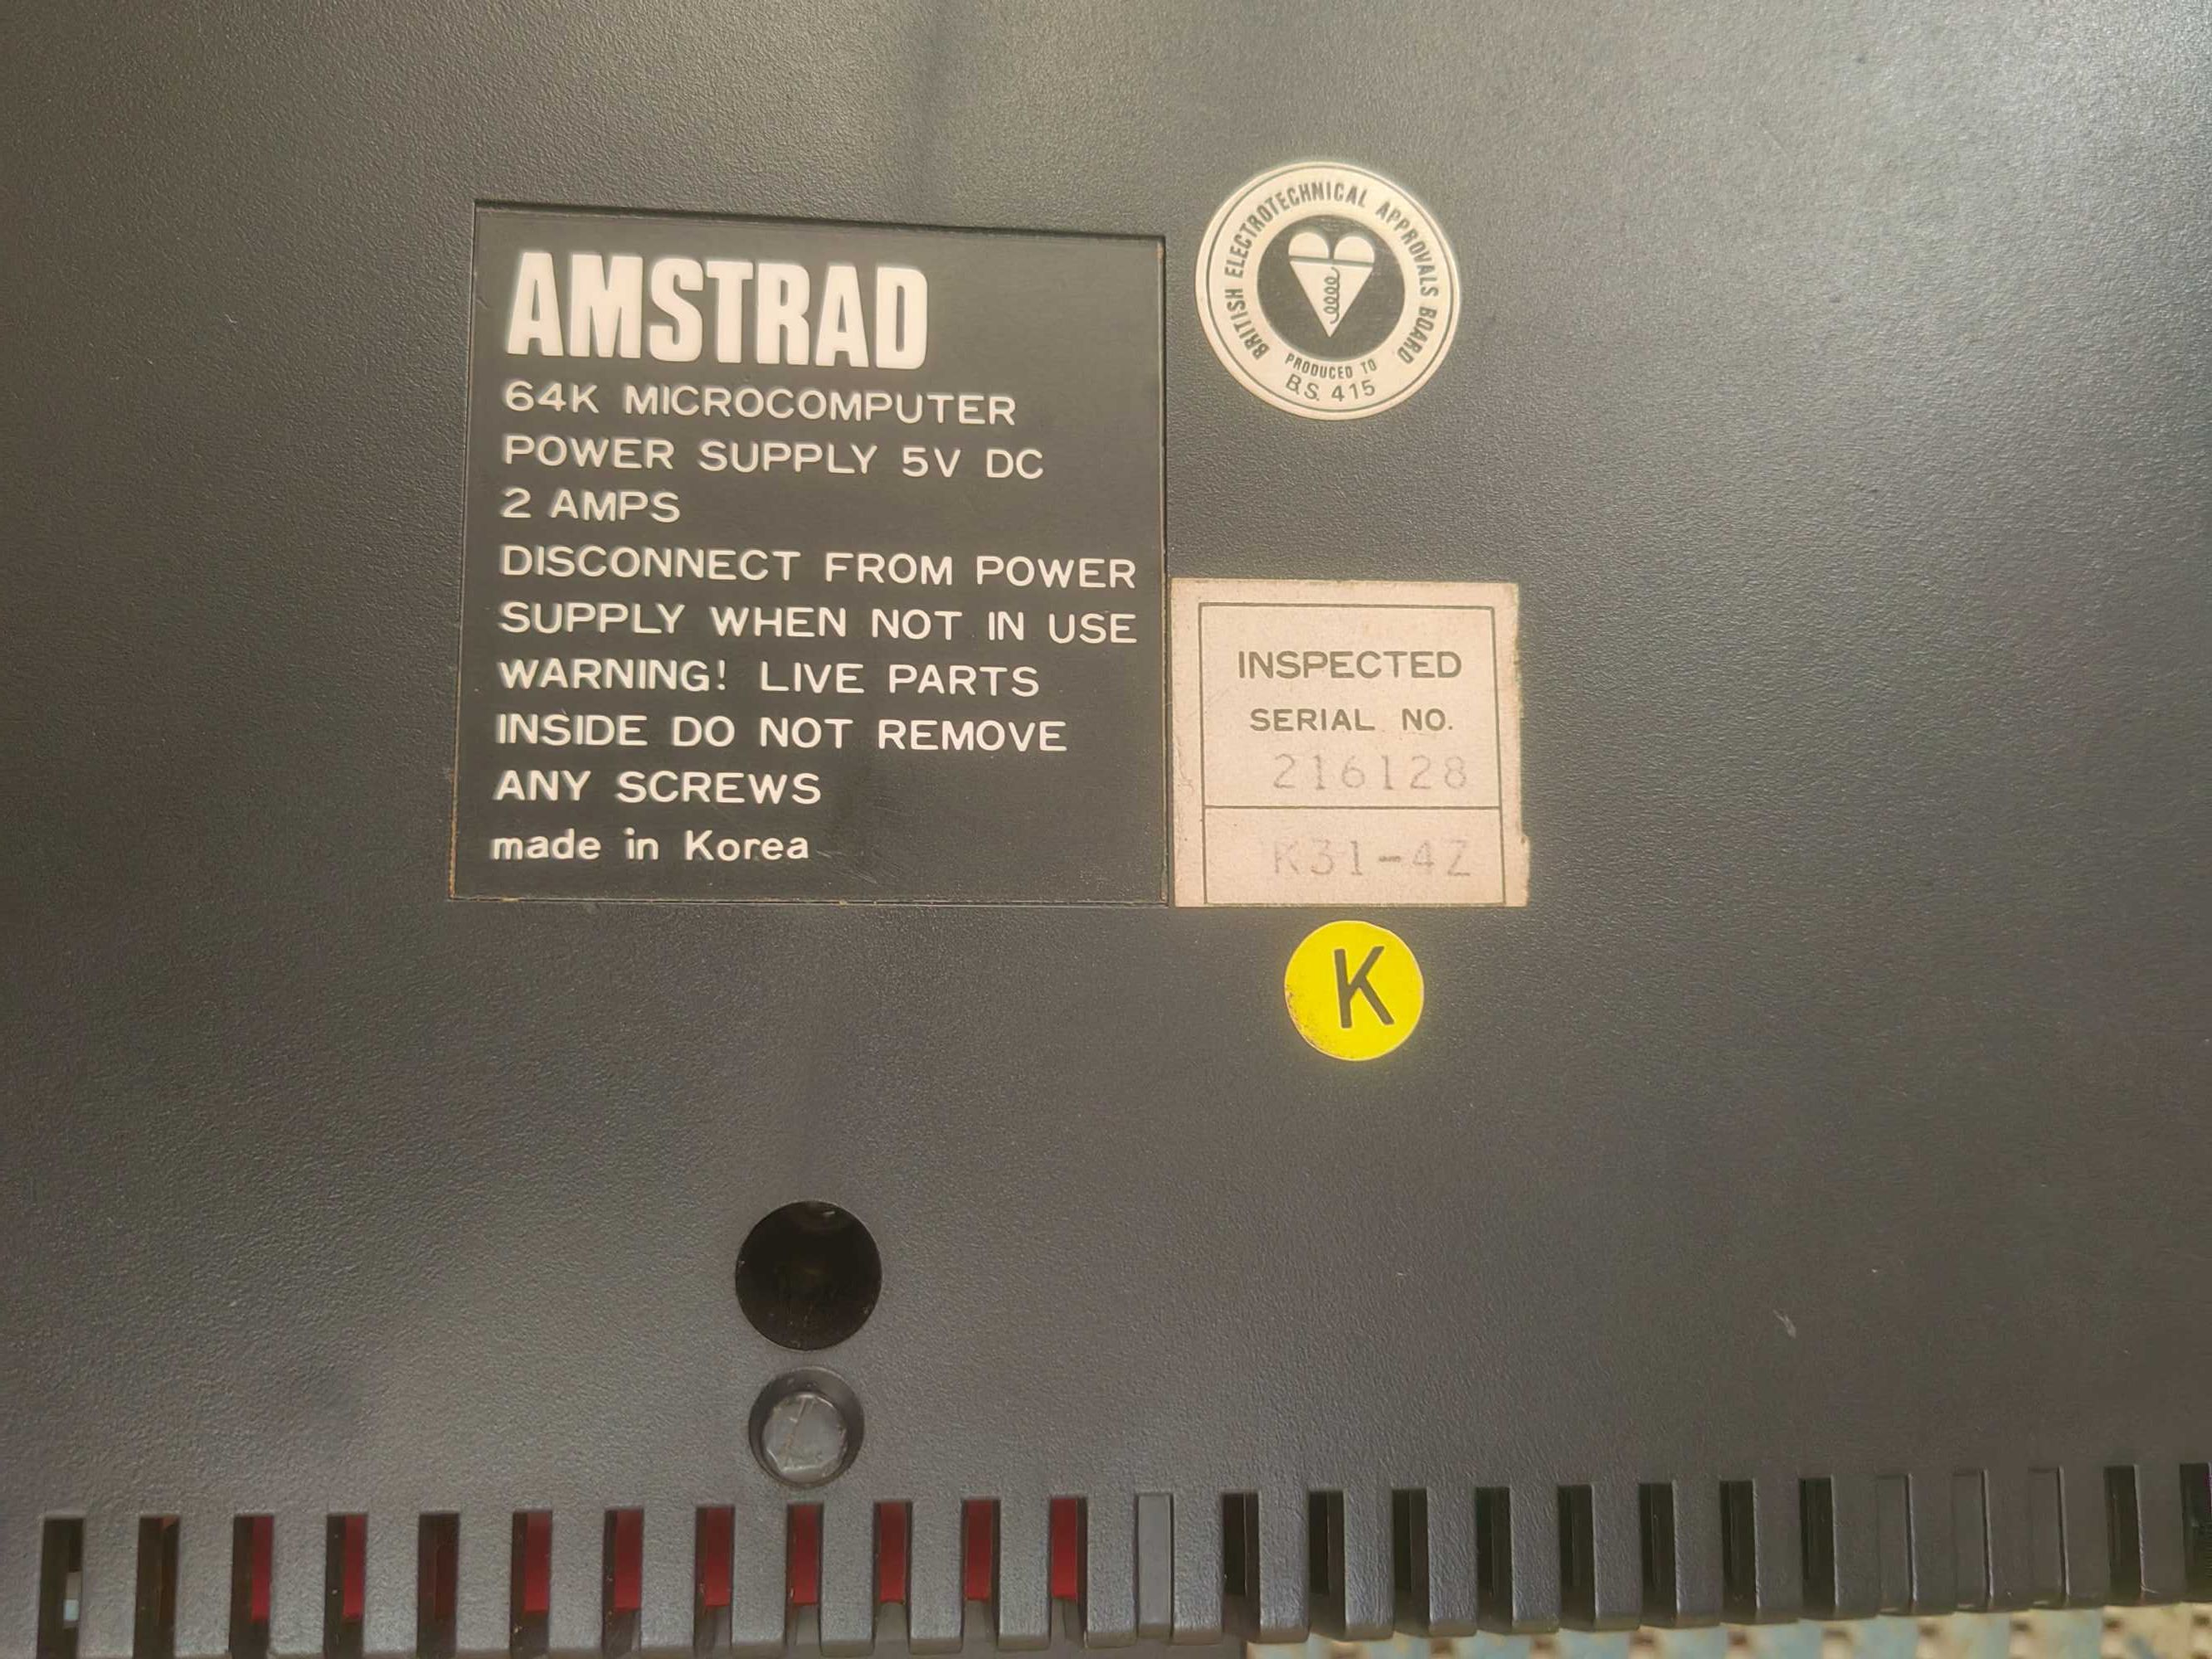 AMSTRAD
64K MICROCOMPUTER
POWER SUPPLY 5V DC
2 AMPS
DISCONNECT FROM POWER
SUPPLY WHEN NOT IN USE
WARNING! LIVE PARTS
INSIDE DO NOT REMOVE
ANY SCREWS
made in Korea
BRITISH ELECTROTECHNICAL APPROVALS BOARD
PRODUCED TO
B.S. 415
INSPECTED
SERIAL NO.
216128
K31-4Z
K